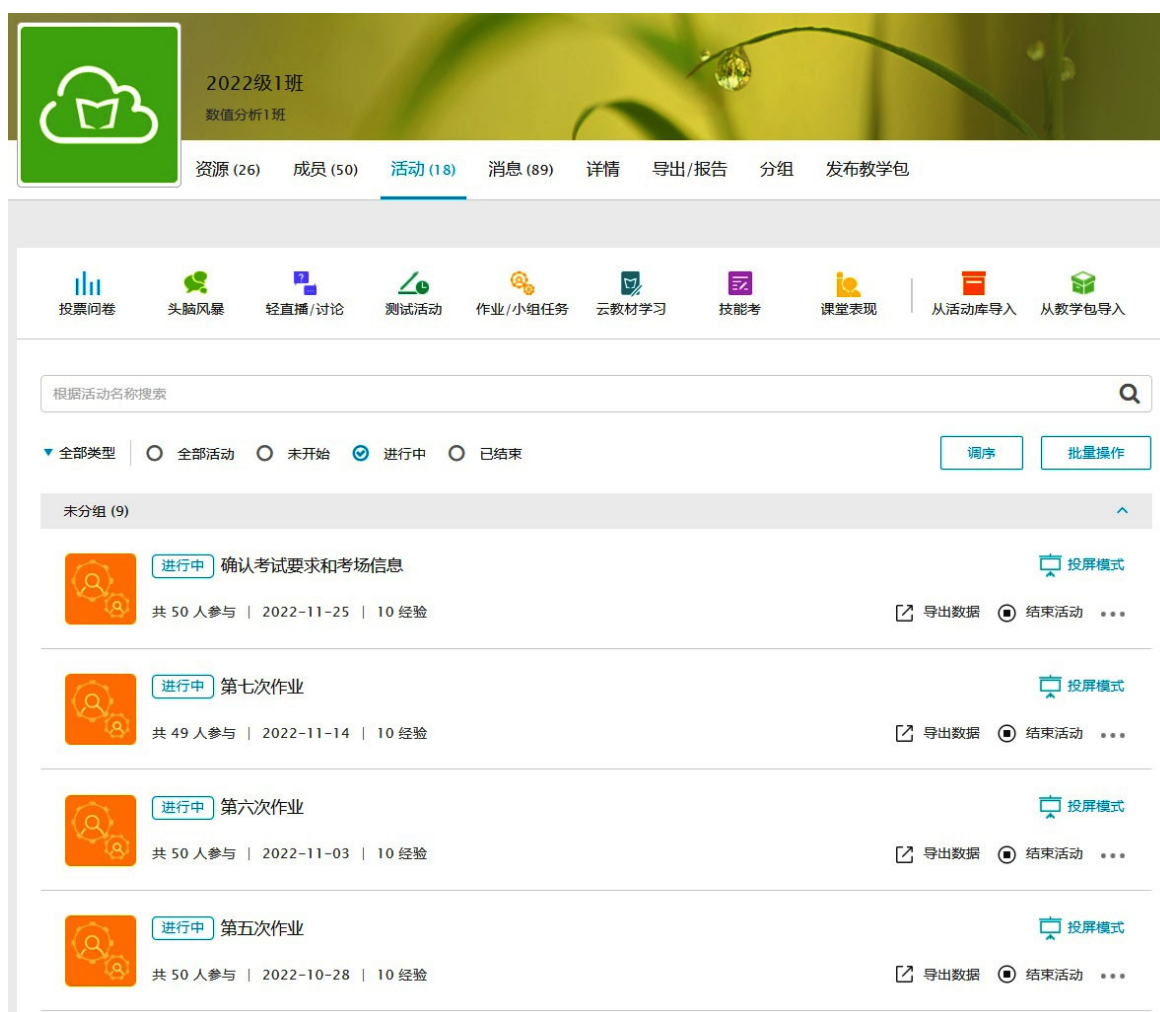 2022级1班
数值分析1班
资源 (26) 成员 (50) 活动 (18) 消息 (89) 详情 导出/报告 分组 发布教学包
投票问卷 头脑风暴 轻直播/讨论 测试活动 作业/小组任务 云教材学习 技能考 课堂表现 从活动库导入 从教学包导入
根据活动名称搜索
全部类型 全部活动 未开始 进行中 已结束 调序 批量操作
未分组 (9)
进行中 确认考试要求和考场信息 投屏模式
共 50 人参与 | 2022-11-25 | 10 经验 导出数据 结束活动
进行中 第七次作业 投屏模式
共 49 人参与 | 2022-11-14 | 10 经验 导出数据 结束活动
进行中 第六次作业 投屏模式
共 50 人参与 | 2022-11-03 | 10 经验 导出数据 结束活动
进行中 第五次作业 投屏模式
共 50 人参与 | 2022-10-28 | 10 经验 导出数据 结束活动